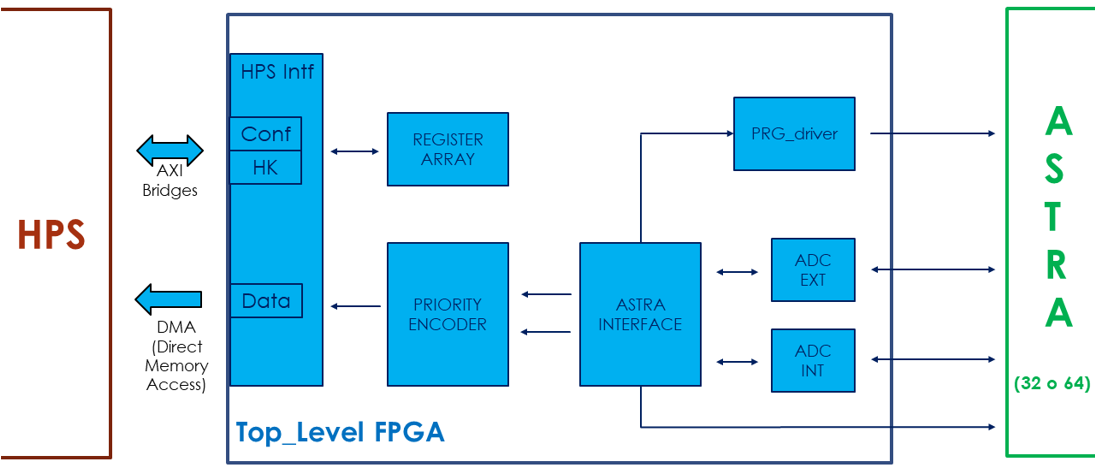 HPS
AXI
Bridges
DMA
(Direct
Memory
Access)
HPS Intf
Conf
HK
Data
REGISTER
ARRAY
PRIORITY
ENCODER
ASTRA
INTERFACE
PRG_driver
ADC
EXT
ADC
INT
Top_Level FPGA
A
S
T
R
A
(32 o 64)